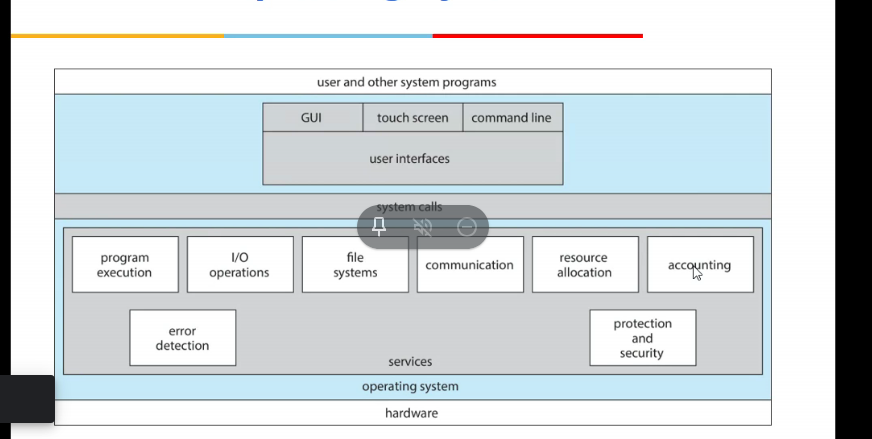 user and other system programs
GUI
touch screen
command line
user interfaces
system calls
program
execution
I/O
operations
file
systems
communication
resource
allocation
accounting
error
detection
protection
and
security
services
operating system
hardware